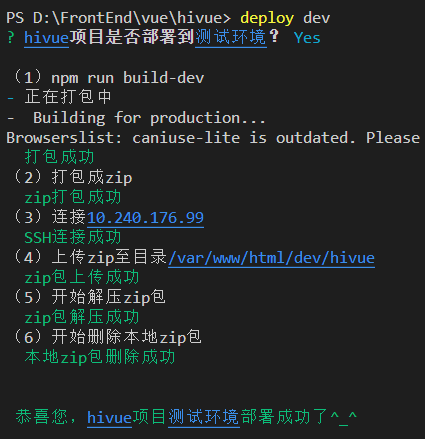 PS D:\FrontEnd\vue\hivue> deploy dev
? hivue项目是否部署到测试环境？ Yes
（1）npm run build-dev
- 正在打包中
-  Building for production...
Browserslist: caniuse-lite is outdated. Please
打包成功
（2）打包成zip
zip打包成功
（3）连接10.240.176.99
SSH连接成功
（4）上传zip至目录/var/www/html/dev/hivue
zip包上传成功
（5）开始解压zip包
zip包解压成功
（6）开始删除本地zip包
本地zip包删除成功
恭喜您，hivue项目测试环境部署成功了^_^